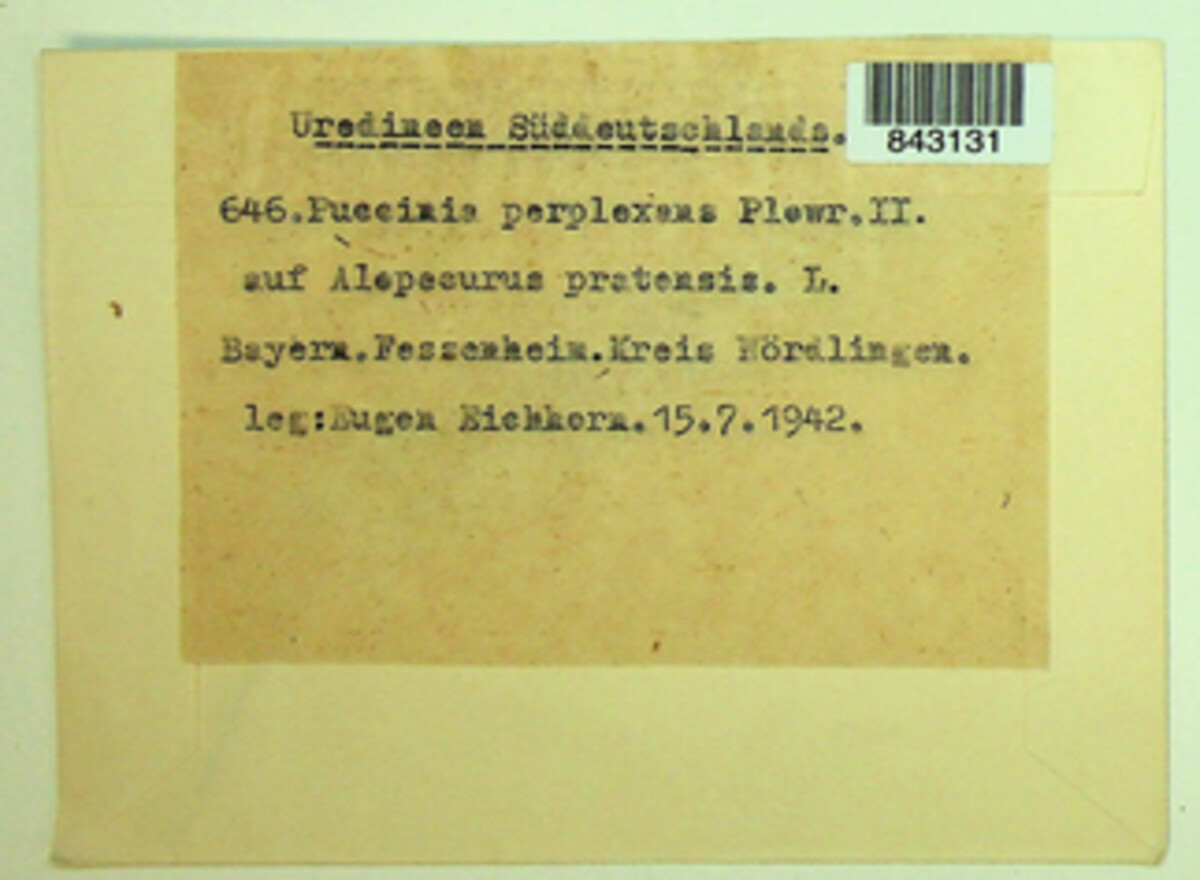 Uredineen Süddeutschlands.
843131
646.Puccinia perplexans Plowr.II.
auf Alopecurus pratensis. L.
Bayern.Fessenheim.Kreis Nördlingen.
leg:Eugen Eichhorn.15.7.1942.